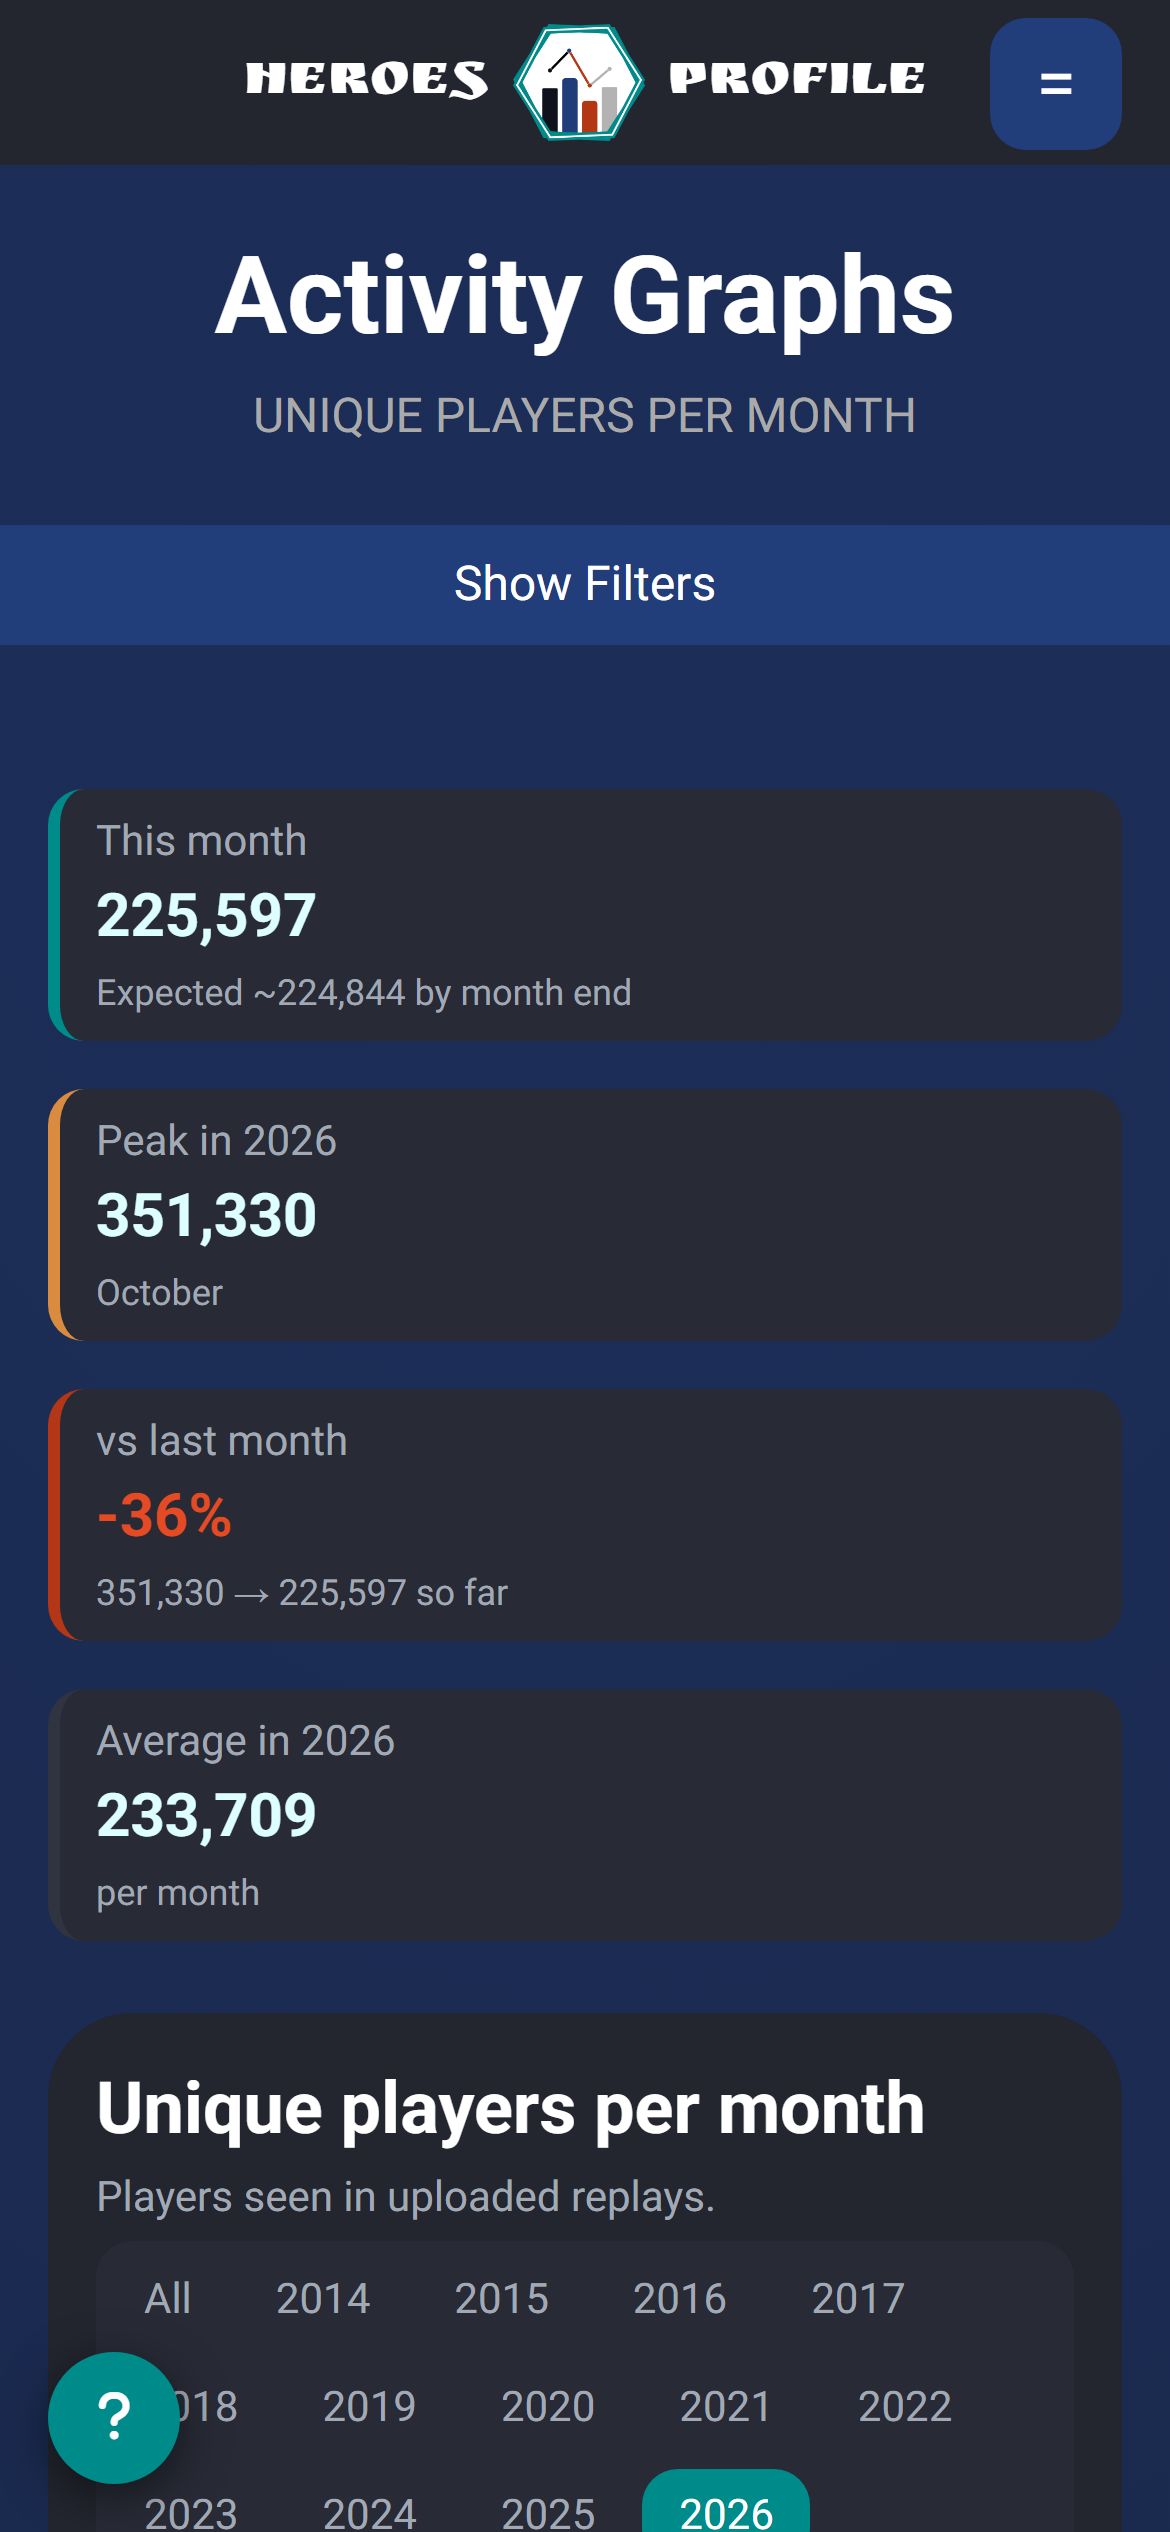 HEROES PROFILE
=
Activity Graphs
UNIQUE PLAYERS PER MONTH
Show Filters
This month
225,597
Expected ~224,844 by month end
Peak in 2026
351,330
October
vs last month
-36%
351,330 → 225,597 so far
Average in 2026
233,709
per month
Unique players per month
Players seen in uploaded replays.
All 2014 2015 2016 2017
018 2019 2020 2021 2022
?
2023 2024 2025 2026